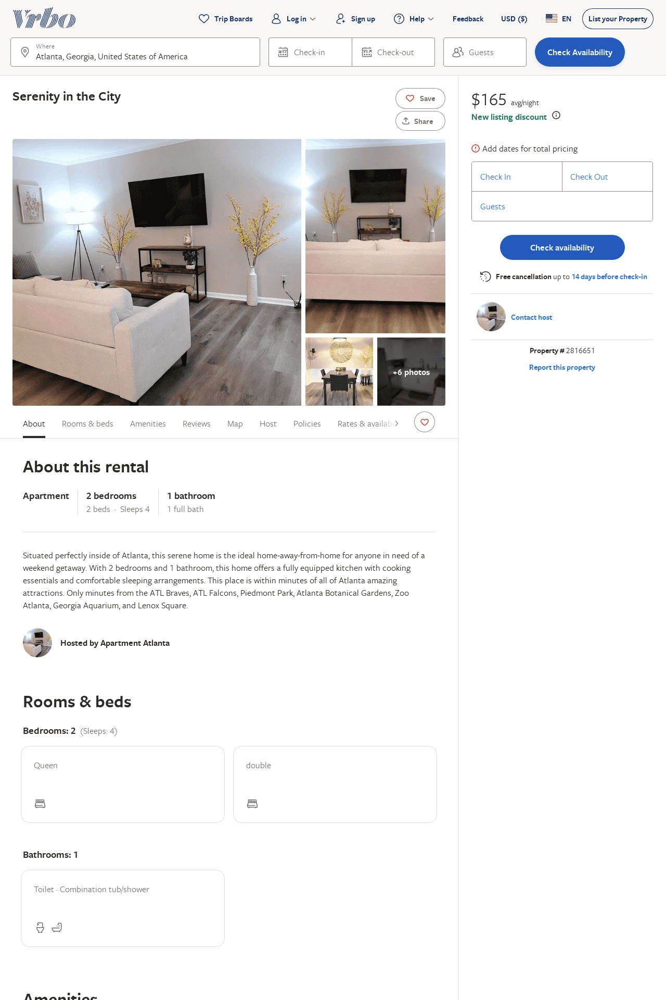 Vrbo
Trip Boards
Log in
Sign up
Help
Feedback
USD ($)
EN
List your Property
Where
Atlanta, Georgia, United States of America
Check-in
Check-out
Guests
Check Availability
Serenity in the City
Save
Share
+6 photos
$165 avg/night
New listing discount
Add dates for total pricing
Check In
Check Out
Guests
Check availability
Free cancellation up to 14 days before check-in
Contact host
Property # 2816651
Report this property
About
Rooms & beds
Amenities
Reviews
Map
Host
Policies
Rates & availabi
About this rental
Apartment
2 bedrooms
2 beds · Sleeps 4
1 bathroom
1 full bath
Situated perfectly inside of Atlanta, this serene home is the ideal home-away-from-home for anyone in need of a
weekend getaway. With 2 bedrooms and 1 bathroom, this home offers a fully equipped kitchen with cooking
essentials and comfortable sleeping arrangements. This place is within minutes of all of Atlanta amazing
attractions. Only minutes from the ATL Braves, ATL Falcons, Piedmont Park, Atlanta Botanical Gardens, Zoo
Atlanta, Georgia Aquarium, and Lenox Square.
Hosted by Apartment Atlanta
Rooms & beds
Bedrooms: 2 (Sleeps: 4)
Queen
double
Bathrooms: 1
Toilet · Combination tub/shower
Amenities